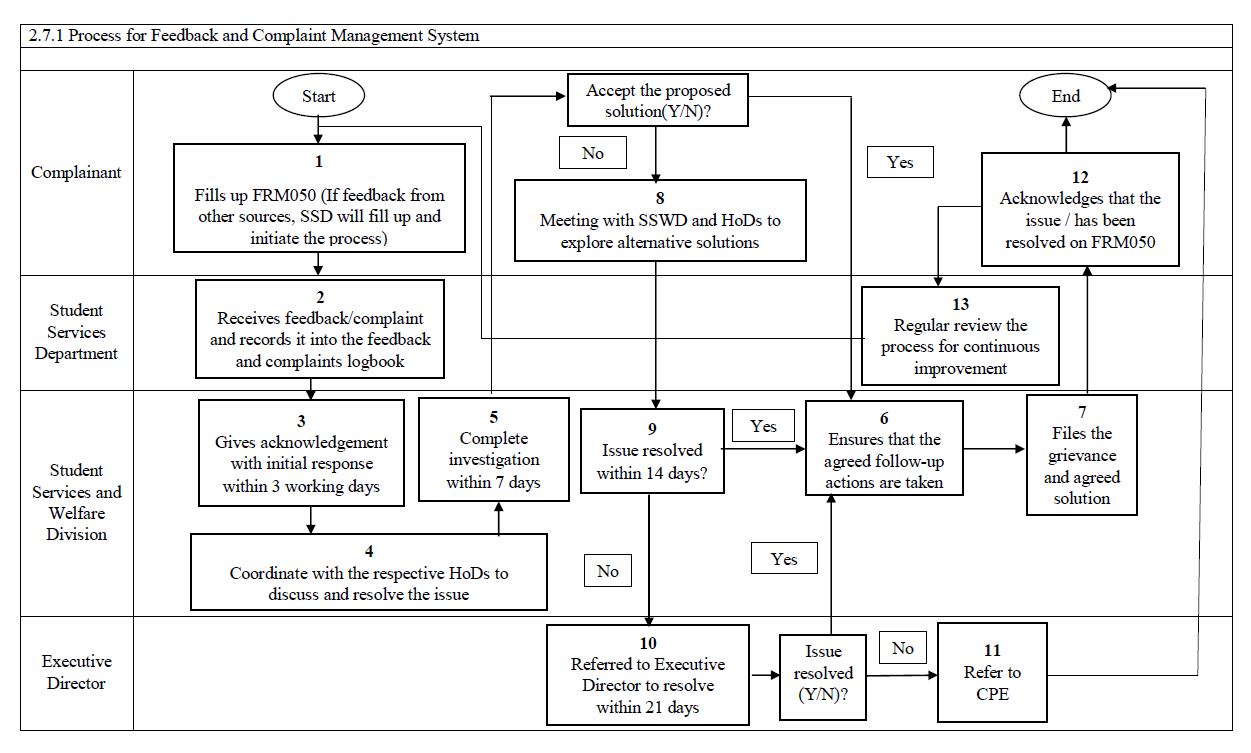 2.7.1 Process for Feedback and Complaint Management System
Complainant
Start
1
Fills up FRM050 (If feedback from
other sources, SSD will fill up and
initiate the process)
Accept the proposed
solution(Y/N)?
No
8
Meeting with SSWD and HoDs to
explore alternative solutions
Yes
End
12
Acknowledges that the
issue / has been
resolved on FRM050
Student
Services
Department
2
Receives feedback/complaint
and records it into the feedback
and complaints logbook
13
Regular review the
process for continuous
improvement
Student
Services and
Welfare
Division
3
Gives acknowledgement
with initial response
within 3 working days
4
Coordinate with the respective HoDs to
discuss and resolve the issue
5
Complete
investigation
within 7 days
9
Issue resolved
within 14 days?
Yes
No
6
Ensures that the
agreed follow-up
actions are taken
Yes
7
Files the
grievance
and agreed
solution
Executive
Director
10
Referred to Executive
Director to resolve
within 21 days
Issue
resolved
(Y/N)?
No
11
Refer to
CPE